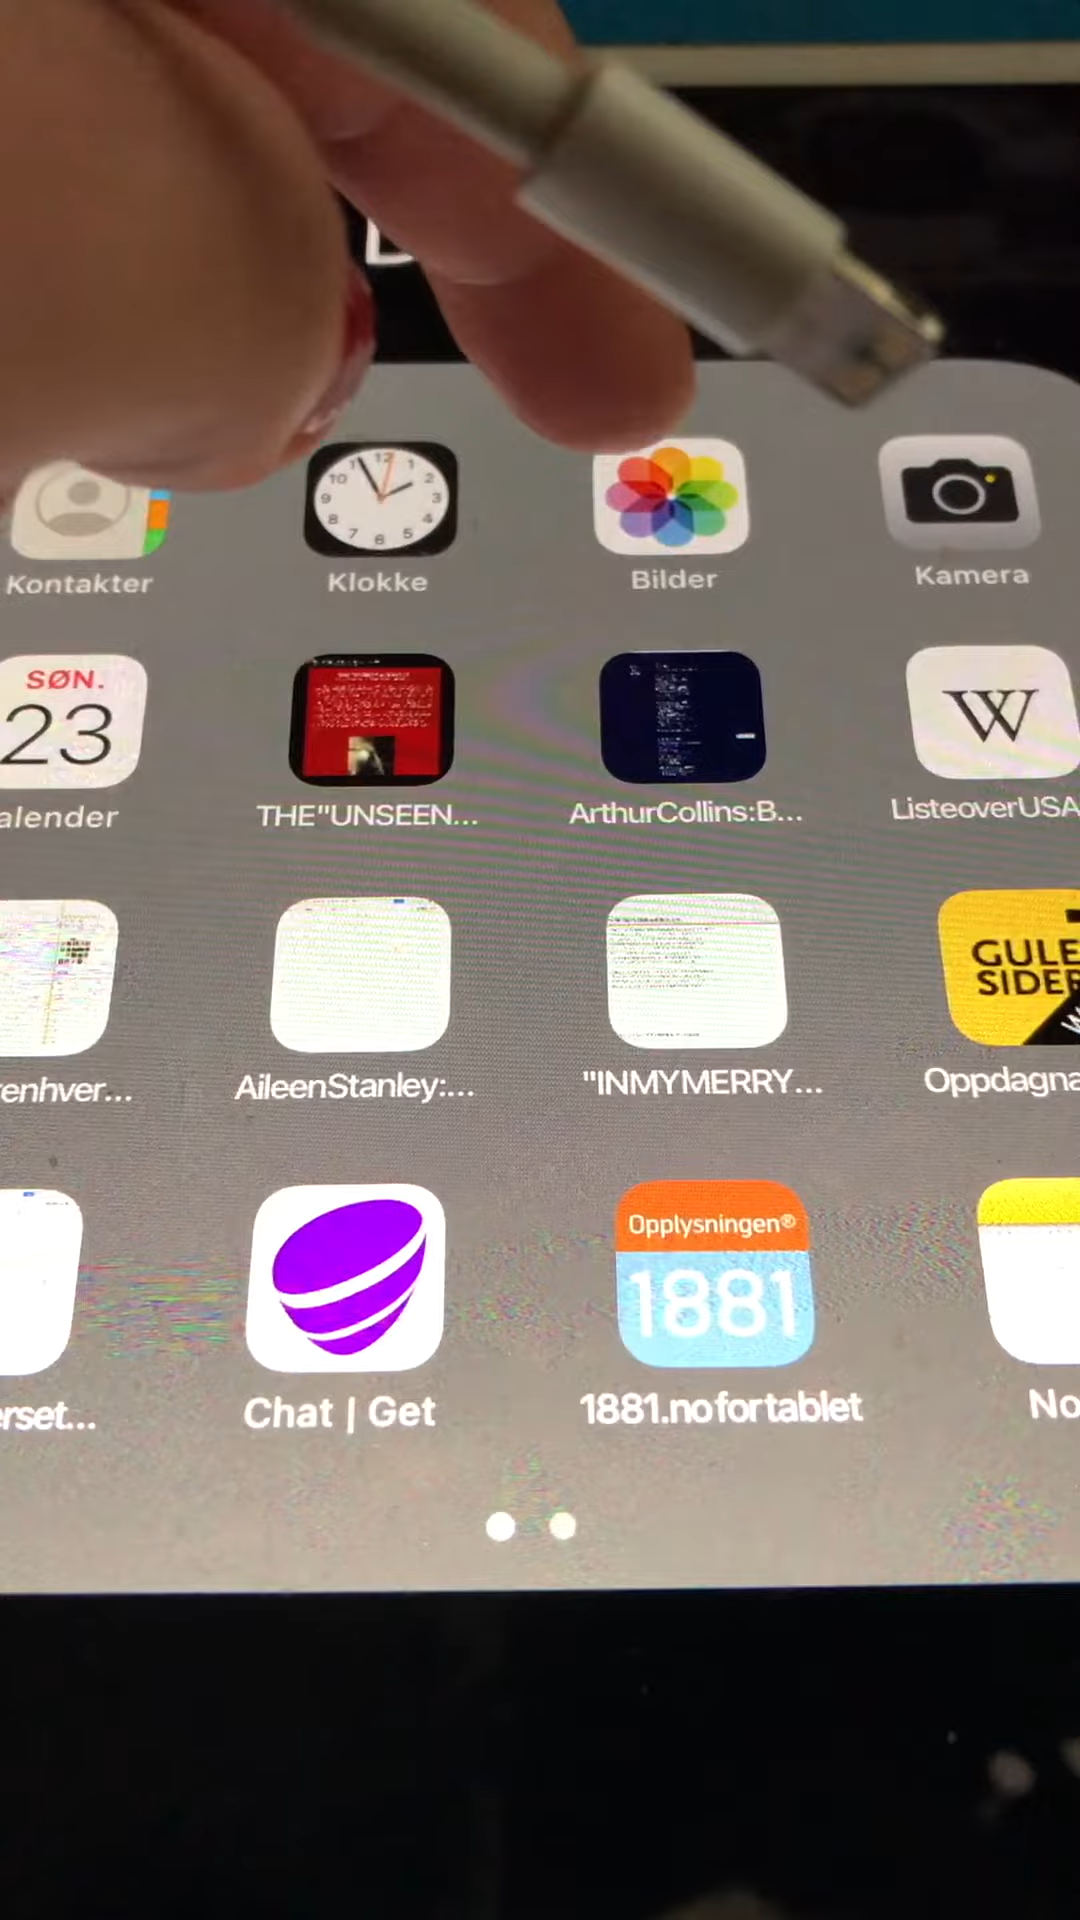 Kontakter
Klokke
Bilder
Kamera
SØN.
23
alender
THE"UNSEEN...
ArthurCollins:B...
W
ListeoverUSA
enhver...
AileenStanley:...
"INMYMERRY...
GULE
SIDER
Oppdagna
Opplysningen®
1881
erset...
Chat | Get
1881.nofortablet
No